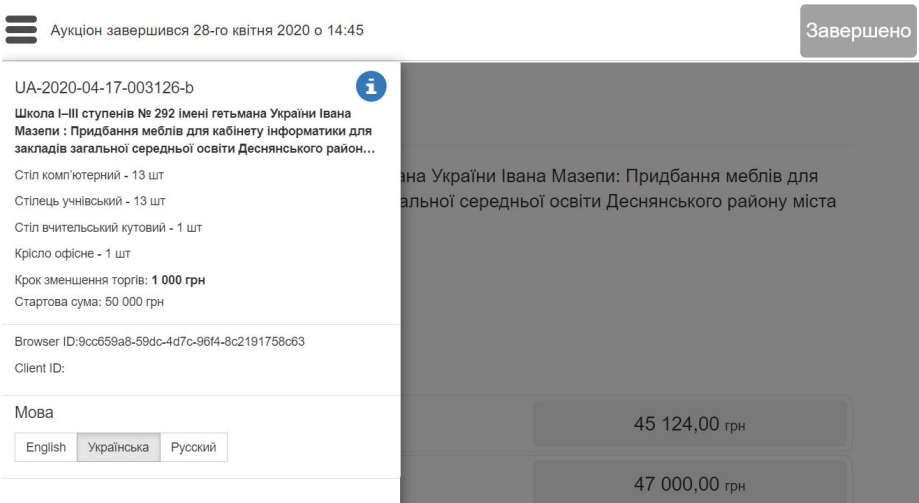 Аукціон завершився 28-го квітня 2020 о 14:45
Завершено
UA-2020-04-17-003126-b
Школа І–ІІІ ступенів № 292 імені гетьмана України Івана
Мазепи : Придбання меблів для кабінету інформатики для
закладів загальної середньої освіти Деснянського район…
Стіл комп'ютерний - 13 шт
Стілець учнівський - 13 шт
Стіл вчительський кутовий - 1 шт
Крісло офісне - 1 шт
Крок зменшення торгів: 1 000 грн
Стартова сума: 50 000 грн
Browser ID:9cc659a8-59dc-4d7c-96f4-8c2191758c63
Client ID:
Мова
English Українська Русский
ана України Івана Мазепи: Придбання меблів для
альної середньої освіти Деснянського району міста
45 124,00 грн
47 000,00 грн